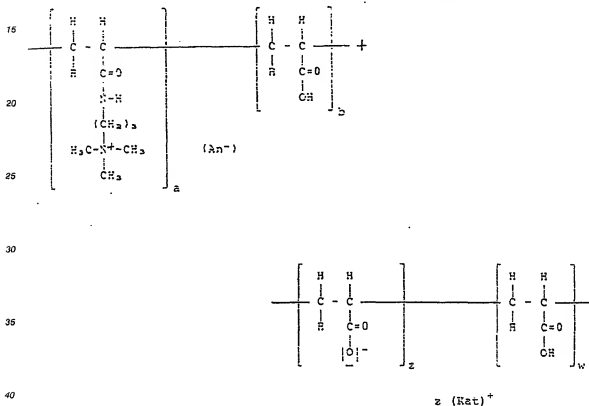 15
H H
- C - C - +
H C=O
N-H
(CH₂)₃
H₃C-N⁺-CH₃ (An⁻)
CH₃
a
H H
C - C
H C=O
OH
b
20
25
30
H H
C - C
H C=O
|O|⁻
z
H H
C - C
H C=O
OH
w
35
z (Kat)⁺
40